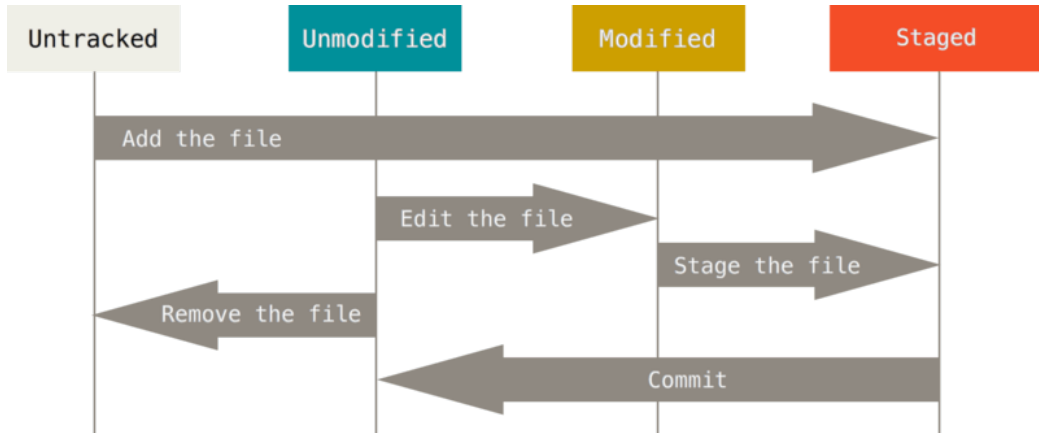 Untracked
Unmodified
Modified
Staged
Add the file
Edit the file
Stage the file
Remove the file
Commit